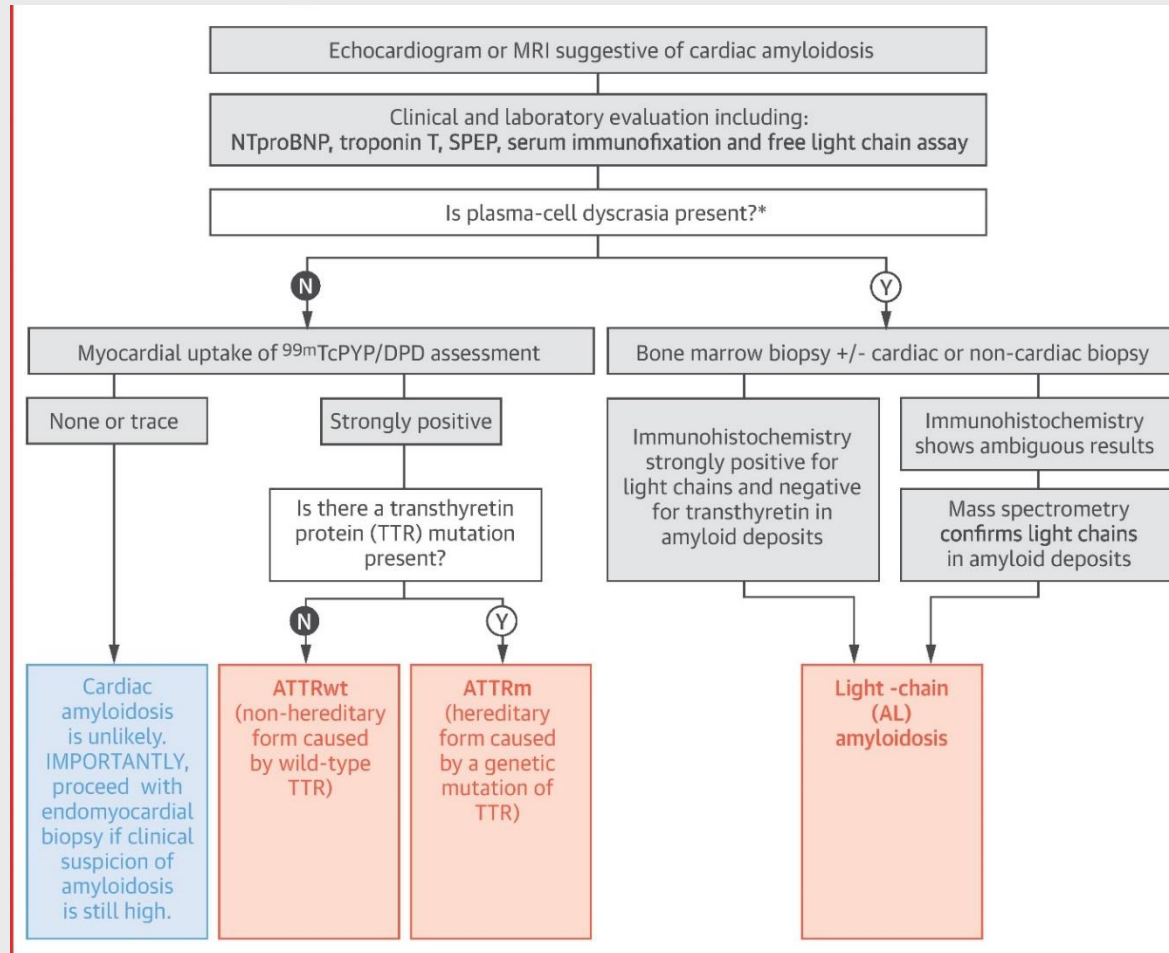 Echocardiogram or MRI suggestive of cardiac amyloidosis
Clinical and laboratory evaluation including:
NTproBNP, troponin T, SPEP, serum immunofixation and free light chain assay
Is plasma-cell dyscrasia present?*
N
Y
Myocardial uptake of 99mTcPYP/DPD assessment
Bone marrow biopsy +/- cardiac or non-cardiac biopsy
None or trace
Strongly positive
Immunohistochemistry
strongly positive for
light chains and negative
for transthyretin in
amyloid deposits
Immunohistochemistry
shows ambiguous results
Is there a transthyretin
protein (TTR) mutation
present?
Mass spectrometry
confirms light chains
in amyloid deposits
N
Y
Cardiac
amyloidosis
is unlikely.
IMPORTANTLY,
proceed with
endomyocardial
biopsy if clinical
suspicion of
amyloidosis
is still high.
ATTRwt
(non-hereditary
form caused
by wild-type
TTR)
ATTRm
(hereditary
form caused
by a genetic
mutation of
TTR)
Light -chain
(AL)
amyloidosis